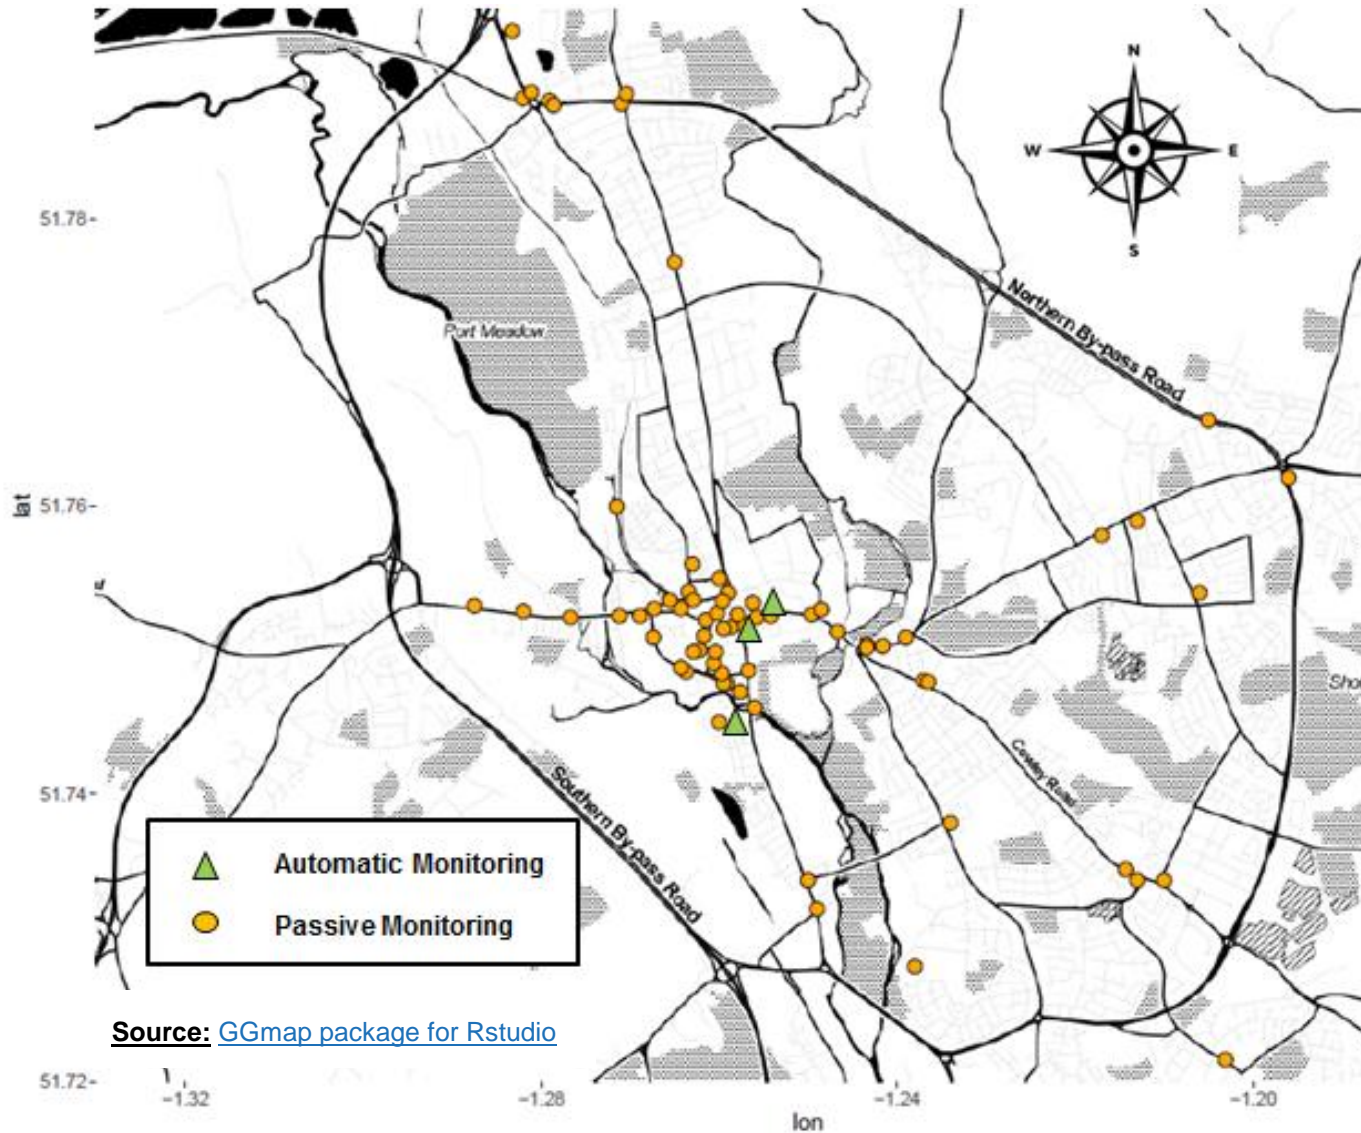 N
W E
S
51.78
Port Meadow
Northern By-pass Road
51.76
lat
Sho
Cowley Road
51.74
Southern By-pass Road
Automatic Monitoring
Passive Monitoring
Source: GGmap package for Rstudio
51.72
−1.32 −1.28 −1.24 −1.20
lon